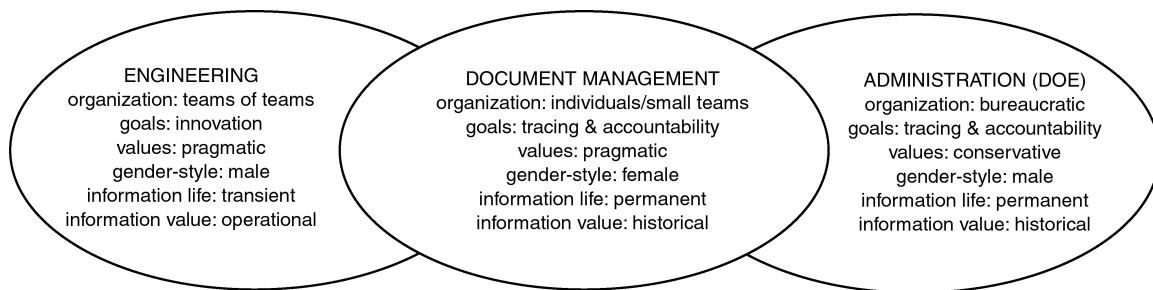 ENGINEERING
organization: teams of teams
goals: innovation
values: pragmatic
gender-style: male
information life: transient
information value: operational
DOCUMENT MANAGEMENT
organization: individuals/small teams
goals: tracing & accountability
values: pragmatic
gender-style: female
information life: permanent
information value: historical
ADMINISTRATION (DOE)
organization: bureaucratic
goals: tracing & accountability
values: conservative
gender-style: male
information life: permanent
information value: historical